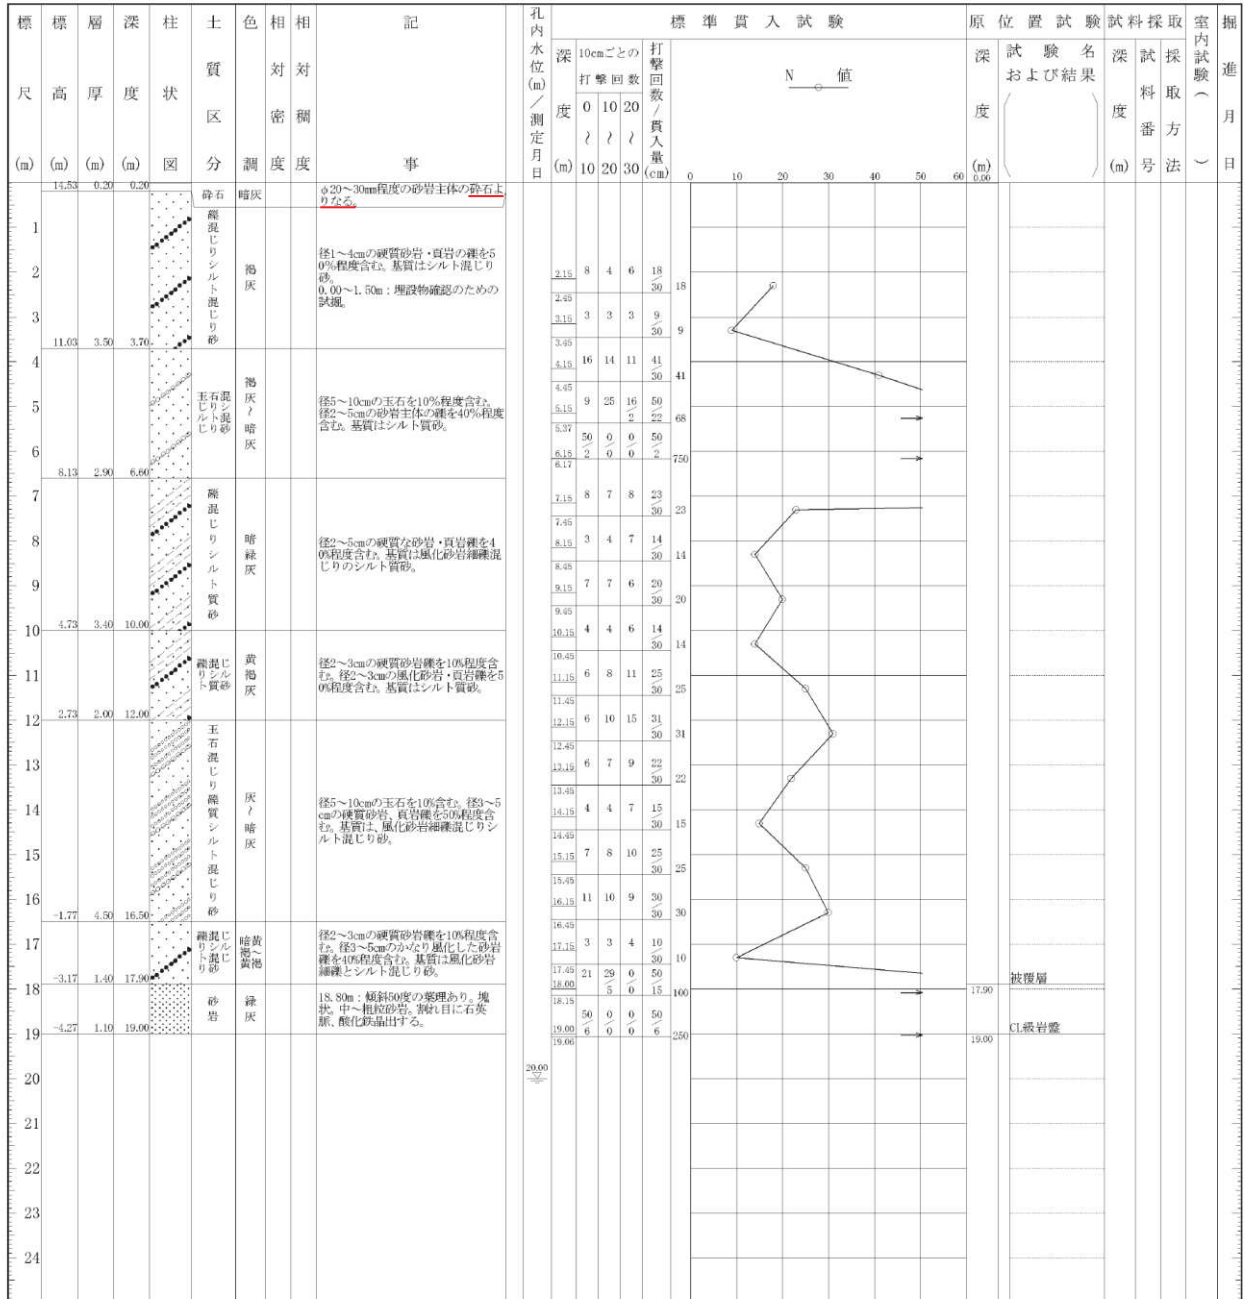 標尺(m)
標高(m)
層厚(m)
深度(m)
柱状図
土質区分
色調
相対密度
相対稠度
記事
孔内水位(m)/測定月日
標準貫入試験
深度(m)
10cmごとの打撃回数
0～10
10～20
20～30
打撃回数/貫入量(cm)
N 値
0 10 20 30 40 50 60
原位置試験
深度(m)
試験名および結果
試料採取
深度(m)
試料番号
採取方法
室内試験( )
掘進月日
0.00
14.53 0.20 0.20
砕石
暗灰
φ20～30mm程度の砂岩主体の砕石よ
りなる。
1
2
3
11.03 3.50 3.70
礫混じりシルト混じり砂
褐灰
径1～4cmの硬質砂岩・頁岩の礫を5
0%程度含む。基質はシルト混じり
砂。
0.00～1.50m：埋設物確認のための
試掘。
4
5
6
8.13 2.90 6.60
玉石混じりシルト混じり砂
褐灰～暗灰
径5～10cmの玉石を10%程度含む。
径2～5cmの砂岩主体の礫を40%程度
含む。基質はシルト質砂。
7
8
9
4.73 3.40 10.00
礫混じりシルト質砂
暗緑灰
径2～5cmの硬質な砂岩・頁岩礫を4
0%程度含む。基質は風化砂岩細礫混
じりのシルト質砂。
10
11
2.73 2.00 12.00
礫混じりシルト質砂
黄褐灰
径2～3cmの硬質砂岩礫を10%程度含
む。径2～3cmの風化砂岩・頁岩礫を5
0%程度含む。基質はシルト質砂。
12
13
14
15
16
-1.77 4.50 16.50
玉石混じり礫質シルト混じり砂
灰～暗灰
径5～10cmの玉石を10%含む。径3～5
cmの硬質砂岩、頁岩礫を50%程度含
む。基質は、風化砂岩細礫混じりシ
ルト混じり砂。
17
-3.17 1.40 17.90
礫混じりシルト混じり砂
暗黄褐～黄褐
径2～3cmの硬質砂岩礫を10%程度含
む。径3～5cmのかなり風化した砂岩
礫を40%程度含む。基質は風化砂岩
細礫とシルト混じり砂。
18
19
-4.27 1.10 19.00
砂岩
緑灰
18.80m：傾斜50度の葉理あり。塊
状。中～粗粒砂岩。割れ目に石英
脈、酸化鉄晶出する。
20
21
22
23
24
20.00
2.15 2.45 8 4 6 18/30 18
3.15 3.45 3 3 3 9/30 9
4.15 4.45 16 14 11 41/30 41
5.15 5.37 9 25 16/2 50/22 68
6.15 6.17 50/2 0/0 0/0 50/2 750
7.15 7.45 8 7 8 23/30 23
8.15 8.45 3 4 7 14/30 14
9.15 9.45 7 7 6 20/30 20
10.15 10.45 4 4 6 14/30 14
11.15 11.45 6 8 11 25/30 25
12.15 12.45 6 10 15 31/30 31
13.15 13.45 6 7 9 22/30 22
14.15 14.45 4 4 7 15/30 15
15.15 15.45 7 8 10 25/30 25
16.15 16.45 11 10 9 30/30 30
17.15 17.45 3 3 4 10/30 10
18.00 18.15 21 29/5 0/0 50/15 100
19.00 19.06 50/6 0/0 0/0 50/6 250
被覆層
17.90
CL級岩盤
19.00